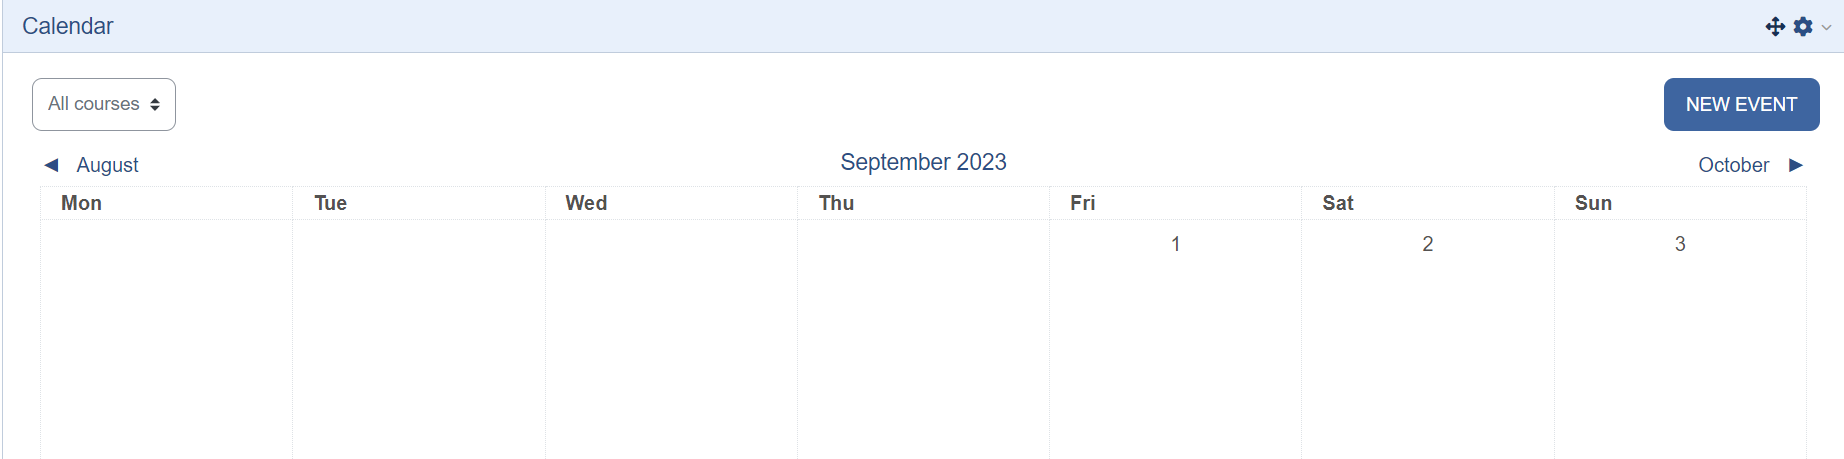 Calendar
All courses
NEW EVENT
◄ August
September 2023
October ►
Mon Tue Wed Thu Fri Sat Sun
1 2 3